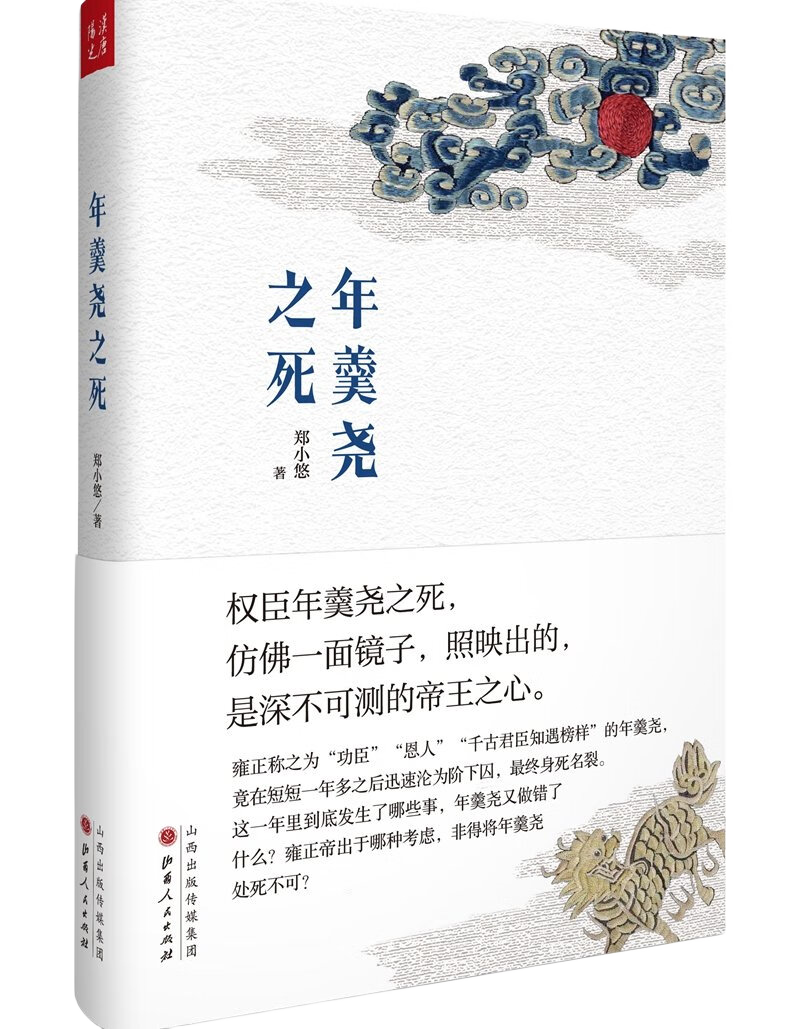 漢唐
陽光
年羹尧之死
郑小悠/著
山西出版传媒集团
山西人民出版社
年羹尧
之死
郑小悠
著
权臣年羹尧之死，
仿佛一面镜子，照映出的，
是深不可测的帝王之心。
雍正称之为“功臣”“恩人”“千古君臣知遇榜样”的年羹尧，
竟在短短一年多之后迅速沦为阶下囚，最终身死名裂。
这一年里到底发生了哪些事，年羹尧又做错了
什么？雍正帝出于哪种考虑，非得将年羹尧
处死不可？
山西出版传媒集团
山西人民出版社